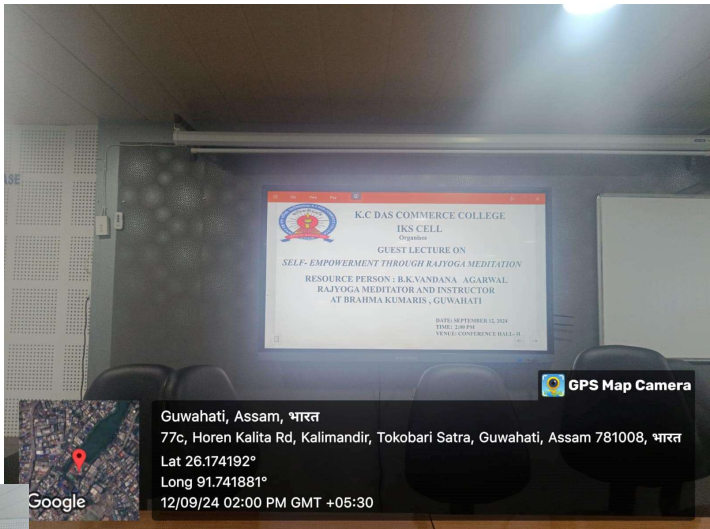 K.C DAS COMMERCE COLLEGE
IKS CELL
Organises
GUEST LECTURE ON
SELF- EMPOWERMENT THROUGH RAJYOGA MEDITATION
RESOURCE PERSON : B.K.VANDANA AGARWAL
RAJYOGA MEDITATOR AND INSTRUCTOR
AT BRAHMA KUMARIS , GUWAHATI
DATE: SEPTEMBER 12, 2024
TIME: 2:00 PM
VENUE: CONFERENCE HALL- II
GPS Map Camera
Guwahati, Assam, भारत
77c, Horen Kalita Rd, Kalimandir, Tokobari Satra, Guwahati, Assam 781008, भारत
Lat 26.174192°
Long 91.741881°
12/09/24 02:00 PM GMT +05:30
Google